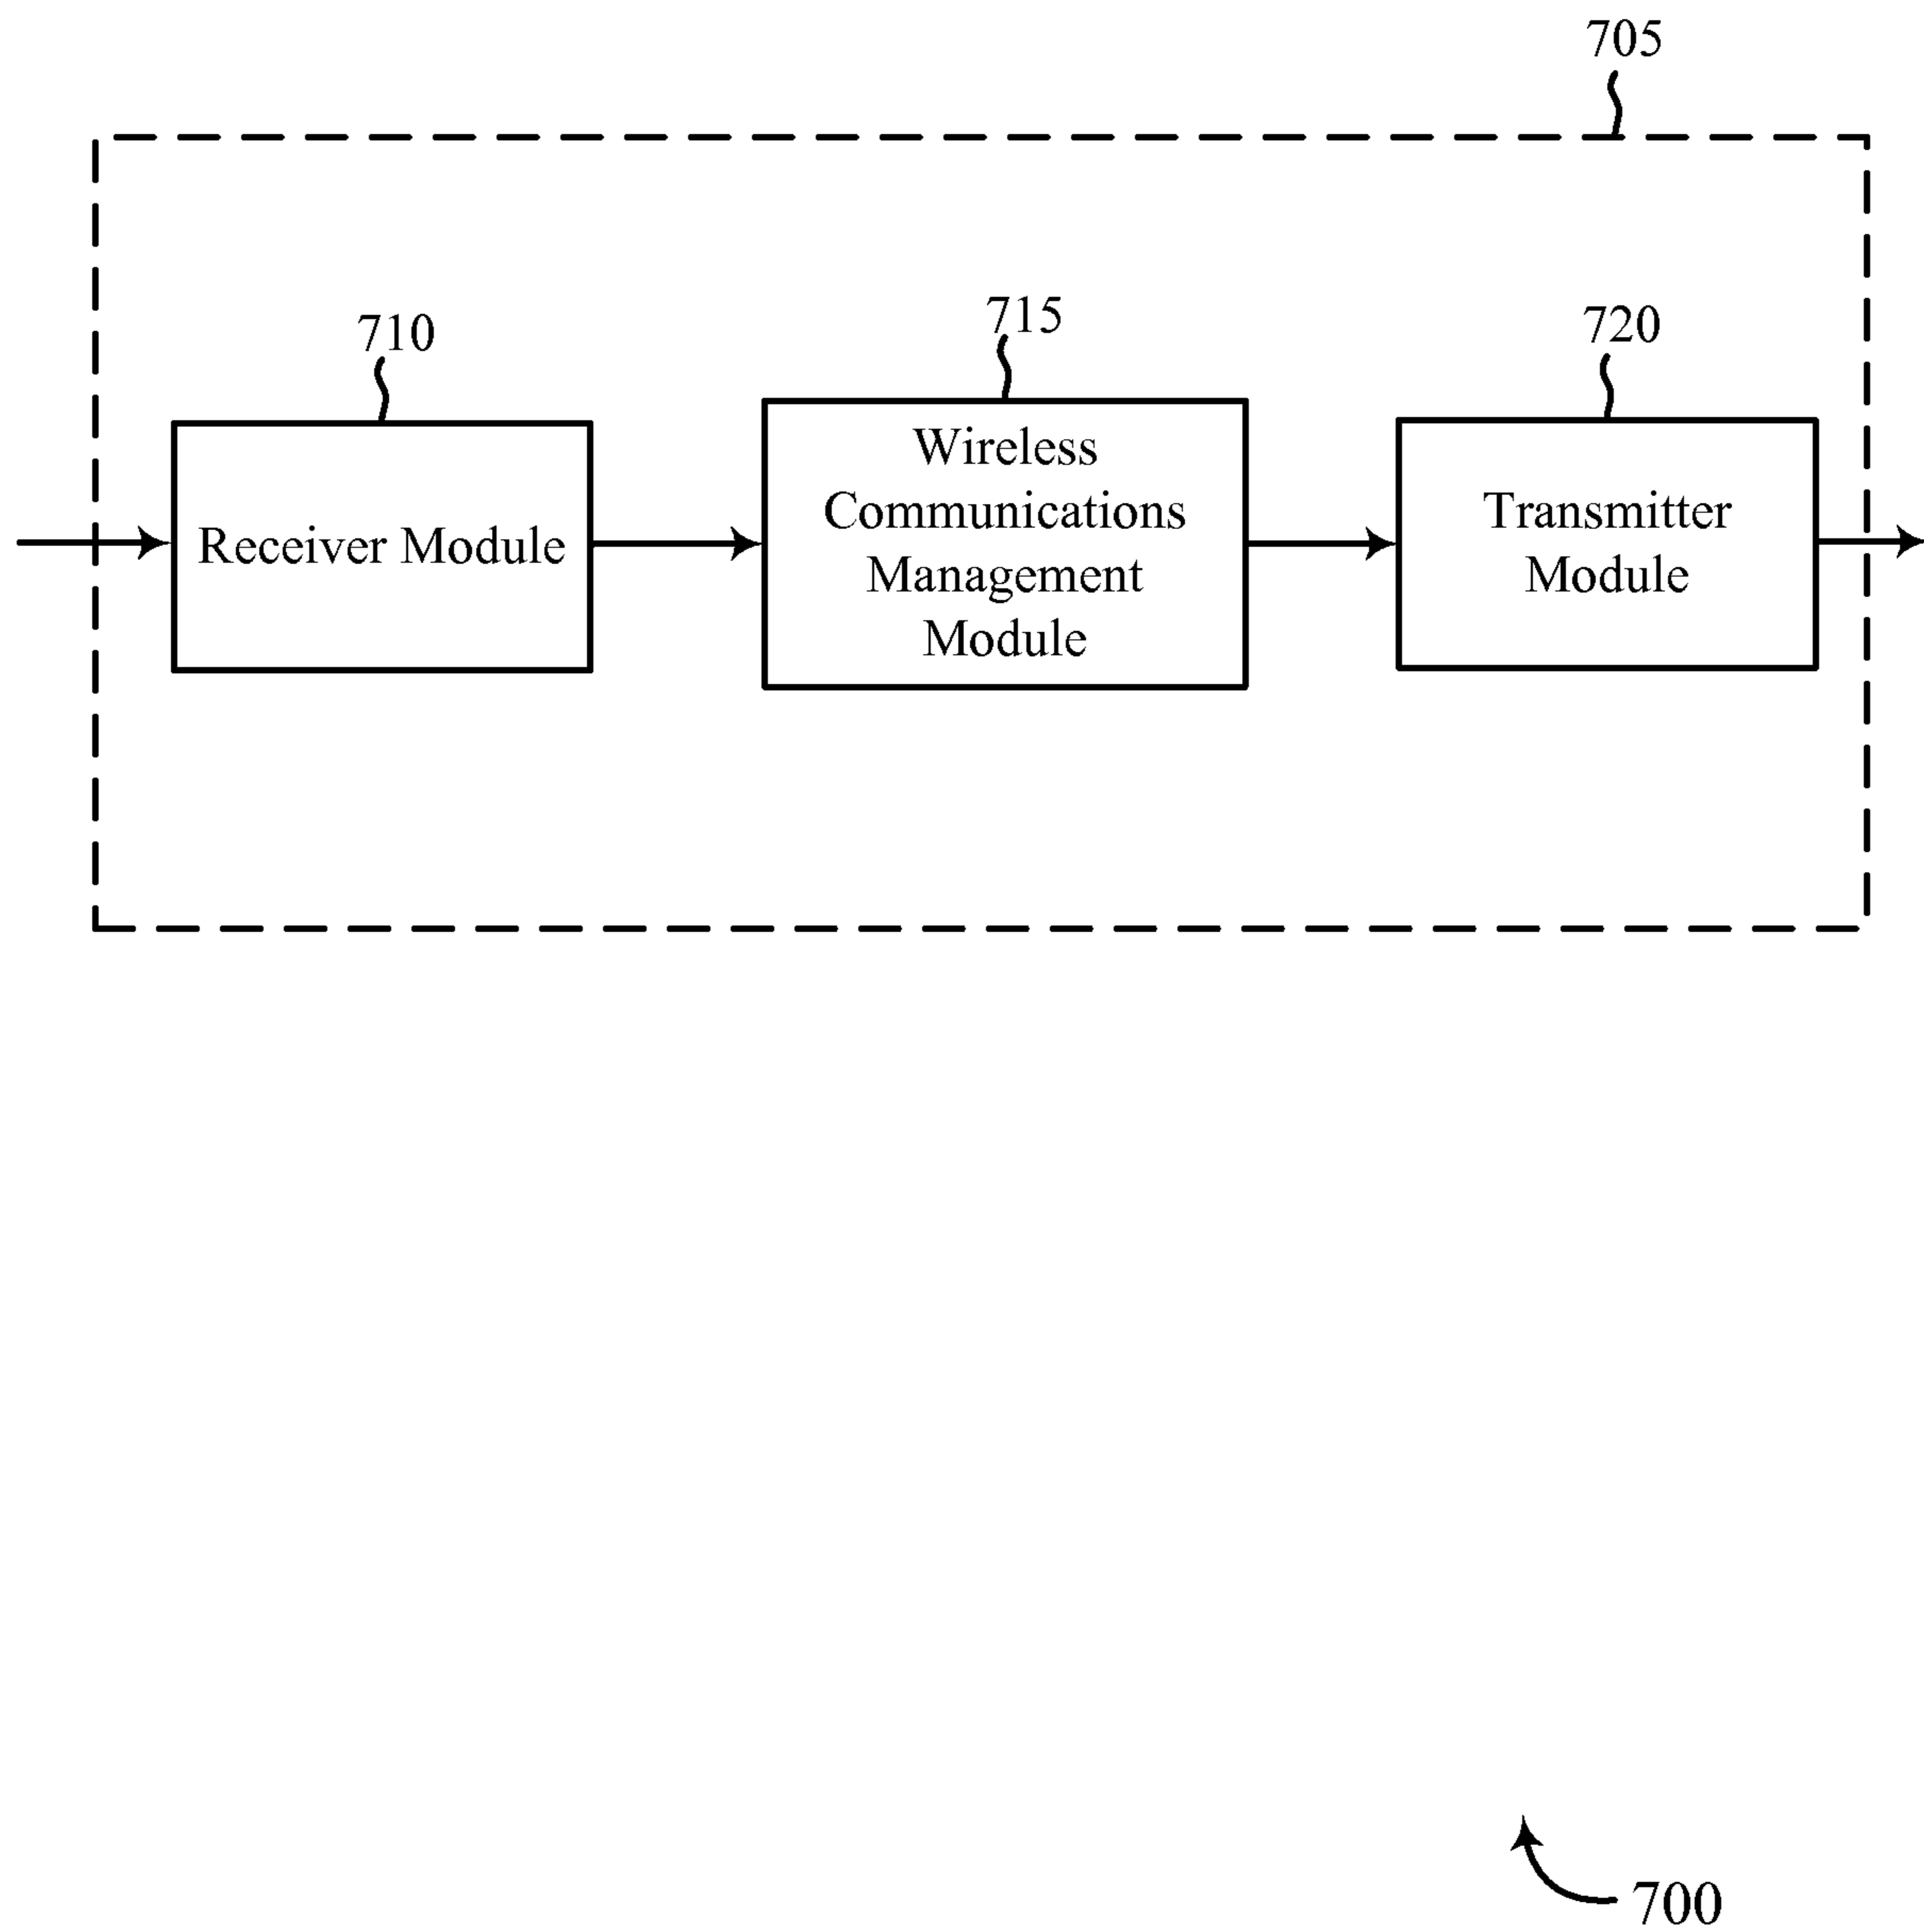 705
710
715
720
Receiver Module
Wireless
Communications
Management
Module
Transmitter
Module
700